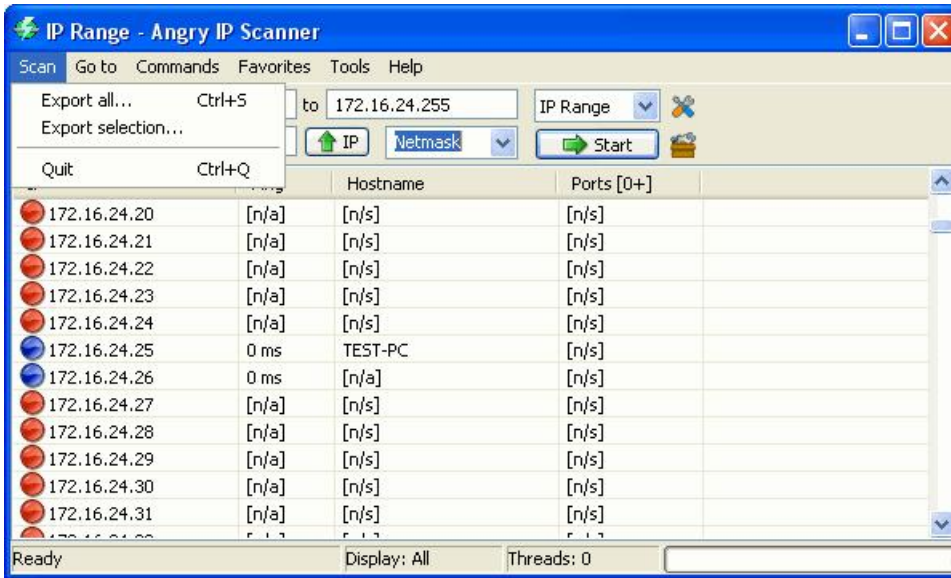 IP Range - Angry IP Scanner
Scan Go to Commands Favorites Tools Help
Export all... Ctrl+S
Export selection...
Quit Ctrl+Q
to 172.16.24.255 IP Range
IP Netmask Start
Hostname Ports [0+]
172.16.24.20 [n/a] [n/s] [n/s]
172.16.24.21 [n/a] [n/s] [n/s]
172.16.24.22 [n/a] [n/s] [n/s]
172.16.24.23 [n/a] [n/s] [n/s]
172.16.24.24 [n/a] [n/s] [n/s]
172.16.24.25 0 ms TEST-PC [n/s]
172.16.24.26 0 ms [n/a] [n/s]
172.16.24.27 [n/a] [n/s] [n/s]
172.16.24.28 [n/a] [n/s] [n/s]
172.16.24.29 [n/a] [n/s] [n/s]
172.16.24.30 [n/a] [n/s] [n/s]
172.16.24.31 [n/a] [n/s] [n/s]
Ready Display: All Threads: 0